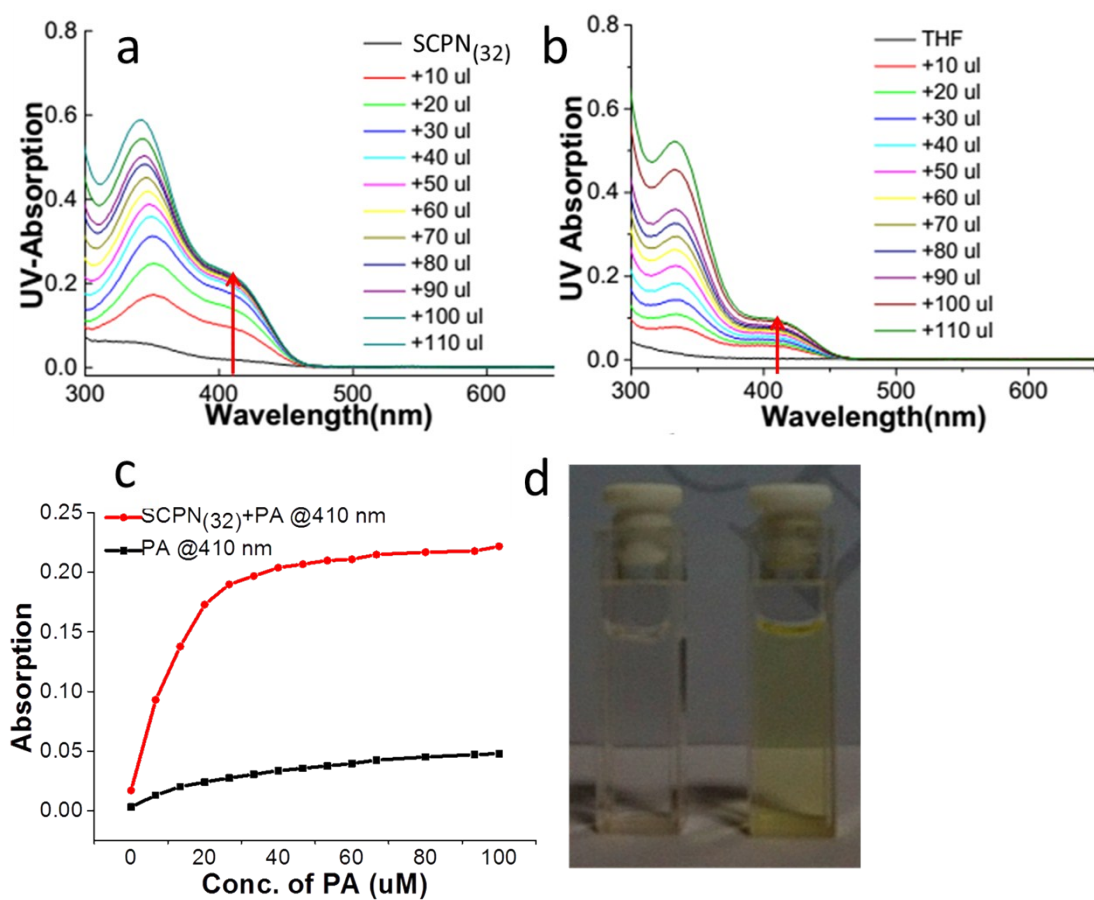 a
UV-Absorption
0.8
0.6
0.4
0.2
0.0
300
400
500
600
Wavelength(nm)
SCPN(32)
+10 ul
+20 ul
+30 ul
+40 ul
+50 ul
+60 ul
+70 ul
+80 ul
+90 ul
+100 ul
+110 ul
b
UV Absorption
0.8
0.6
0.4
0.2
0.0
300
400
500
600
Wavelength(nm)
THF
+10 ul
+20 ul
+30 ul
+40 ul
+50 ul
+60 ul
+70 ul
+80 ul
+90 ul
+100 ul
+110 ul
c
Absorption
0.25
0.20
0.15
0.10
0.05
0.00
0
20
40
60
80
100
Conc. of PA (uM)
SCPN(32)+PA @410 nm
PA @410 nm
d